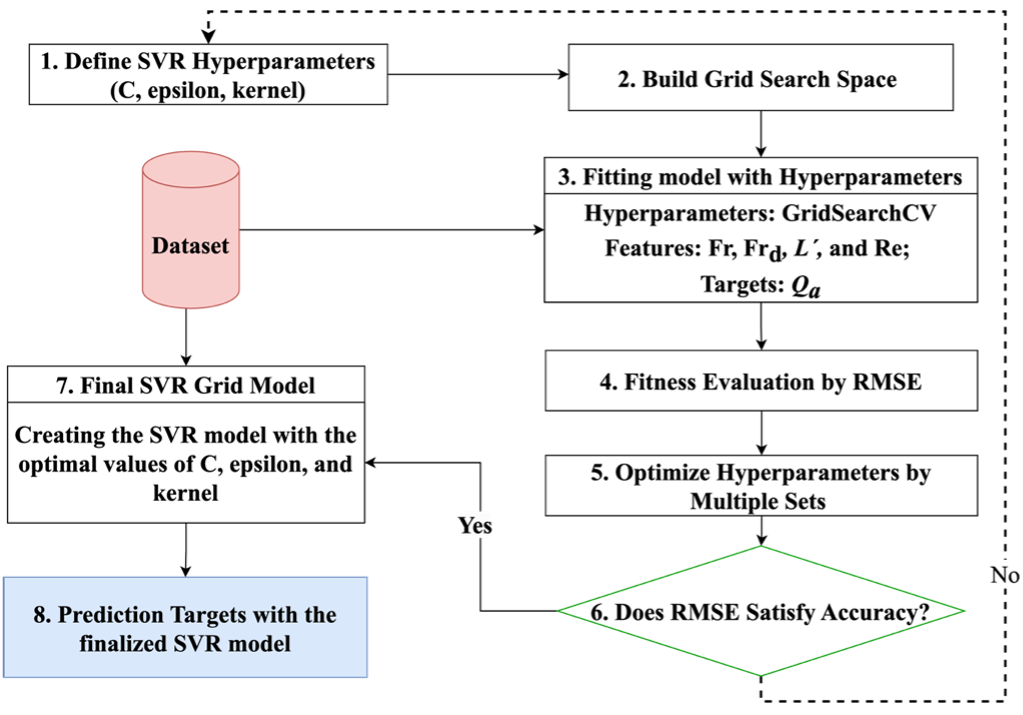 1. Define SVR Hyperparameters
(C, epsilon, kernel)
2. Build Grid Search Space
3. Fitting model with Hyperparameters
Hyperparameters: GridSearchCV
Features: Fr, Frd, L´, and Re;
Targets: Qa
Dataset
4. Fitness Evaluation by RMSE
5. Optimize Hyperparameters by
Multiple Sets
6. Does RMSE Satisfy Accuracy?
Yes
No
7. Final SVR Grid Model
Creating the SVR model with the
optimal values of C, epsilon, and
kernel
8. Prediction Targets with the
finalized SVR model